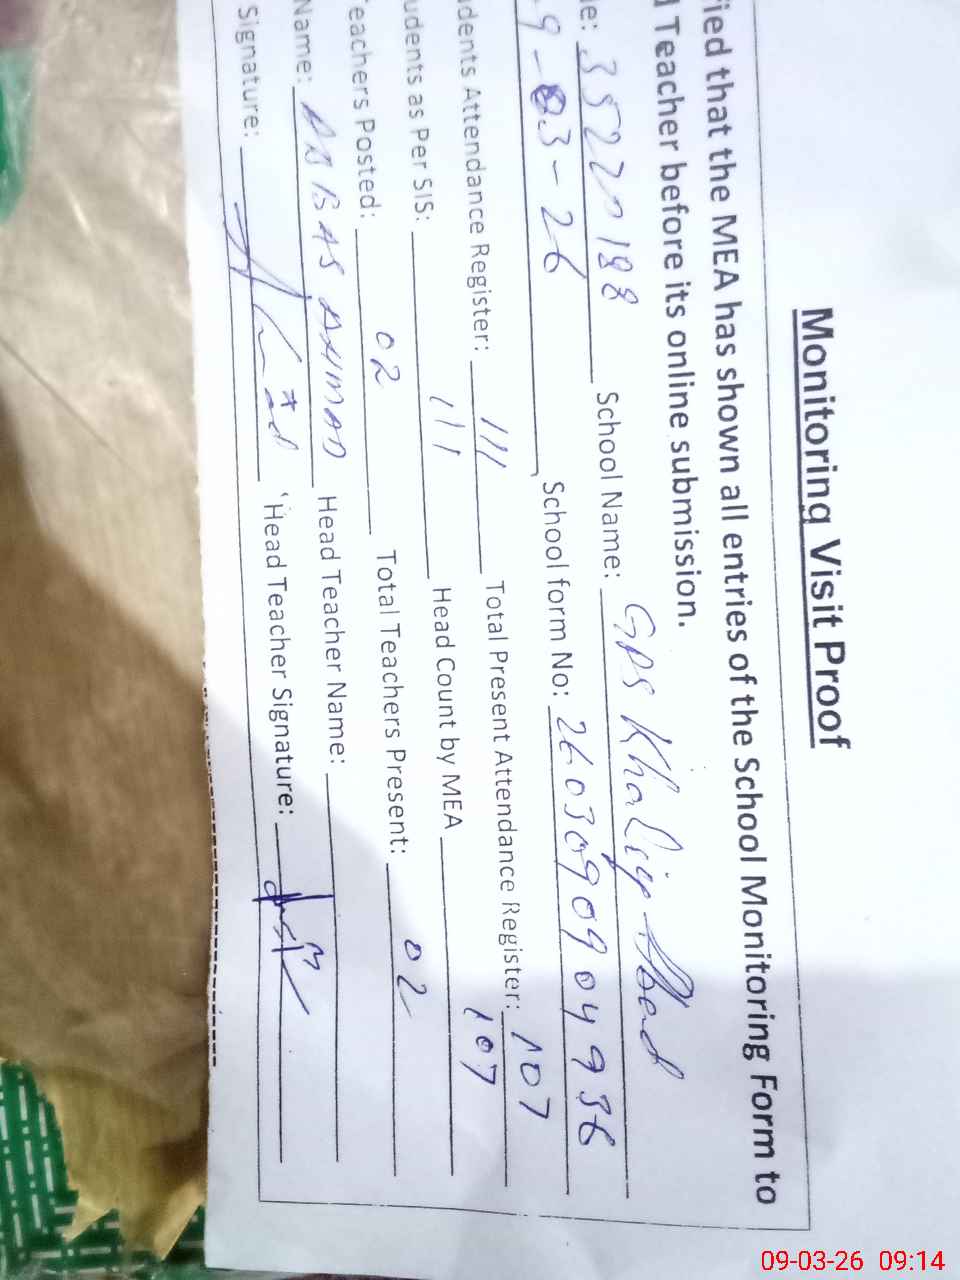 Monitoring Visit Proof
ied that the MEA has shown all entries of the School Monitoring Form to
d Teacher before its online submission.
de: 35220188 School Name: GPS Khaliq Abad
9-03-26 School form No: 2603090904936
udents Attendance Register: 111 Total Present Attendance Register: 107
udents as Per SIS: 111 Head Count by MEA 107
eachers Posted: 02 Total Teachers Present: 02
Name: ABBAS AHMAD Head Teacher Name:
Signature: Head Teacher Signature:
09-03-26 09:14